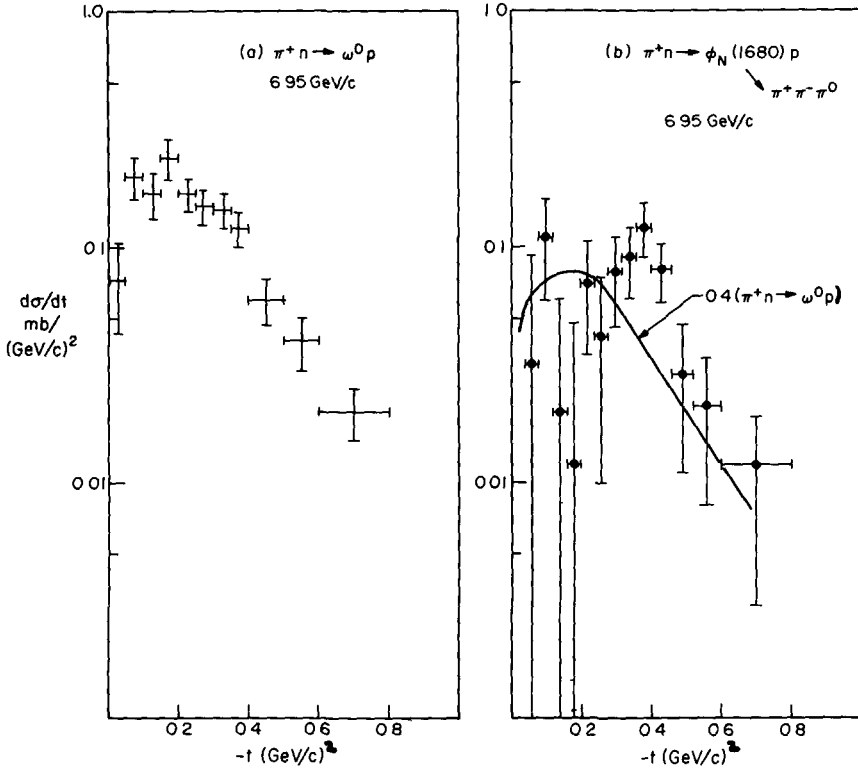 1.0
(a) π⁺n → ω⁰p
6 95 GeV/c
0 1
dσ/dt
mb/
(GeV/c)²
0 01
0 2 0 4 0 6 0 8
-t (GeV/c)²
1 0
(b) π⁺n → φN (1680) p
π⁺π⁻π⁰
6 95 GeV/c
0 1
0 4 (π⁺n → ω⁰p)
0 01
0 2 0 4 0 6 0 8
-t (GeV/c)²